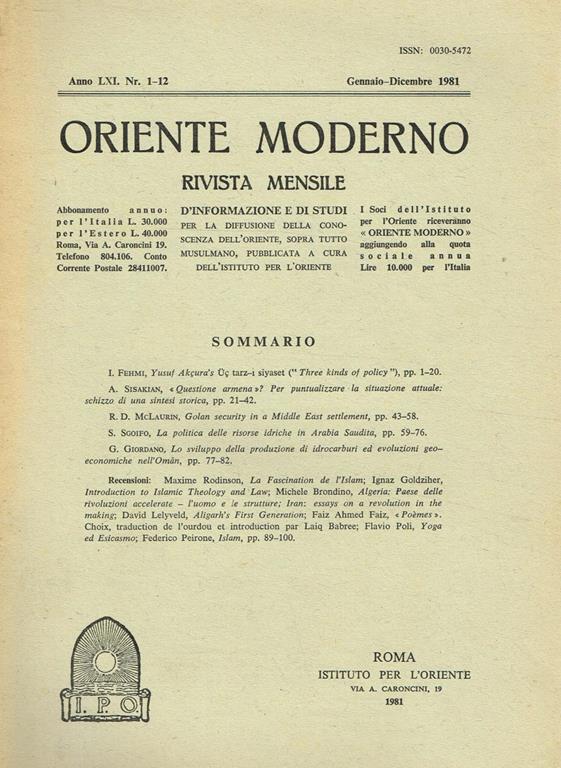 ISSN: 0030-5472
Anno LXI. Nr. 1-12
Gennaio-Dicembre 1981
ORIENTE MODERNO
RIVISTA MENSILE
Abbonamento annuo:
per l'Italia L. 30.000
per l'Estero L. 40.000
Roma, Via A. Caroncini 19.
Telefono 804.106. Conto
Corrente Postale 28411007.
D'INFORMAZIONE E DI STUDI
PER LA DIFFUSIONE DELLA CONO-
SCENZA DELL'ORIENTE, SOPRA TUTTO
MUSULMANO, PUBBLICATA A CURA
DELL'ISTITUTO PER L'ORIENTE
I Soci dell'Istituto
per l'Oriente riceveranno
« ORIENTE MODERNO »
aggiungendo alla quota
sociale annua
Lire 10.000 per l'Italia
SOMMARIO
I. FEHMI, Yusuf Akçura's Üç tarz-i siyaset (" Three kinds of policy "), pp. 1-20.
A. SISAKIAN, « Questione armena »? Per puntualizzare la situazione attuale:
schizzo di una sintesi storica, pp. 21-42.
R. D. MCLAURIN, Golan security in a Middle East settlement, pp. 43-58.
S. SGOIFO, La politica delle risorse idriche in Arabia Saudita, pp. 59-76.
G. GIORDANO, Lo sviluppo della produzione di idrocarburi ed evoluzioni geo-
economiche nell'Omān, pp. 77-82.
Recensioni: Maxime Rodinson, La Fascination de l'Islam; Ignaz Goldziher,
Introduction to Islamic Theology and Law; Michele Brondino, Algeria: Paese delle
rivoluzioni accelerate - l'uomo e le strutture; Iran: essays on a revolution in the
making; David Lelyveld, Aligarh's First Generation; Faiz Ahmed Faiz, « Poèmes ».
Choix, traduction de l'ourdou et introduction par Laiq Babree; Flavio Poli, Yoga
ed Esicasmo; Federico Peirone, Islam, pp. 89-100.
I. P. O.
ROMA
ISTITUTO PER L'ORIENTE
VIA A. CARONCINI, 19
1981